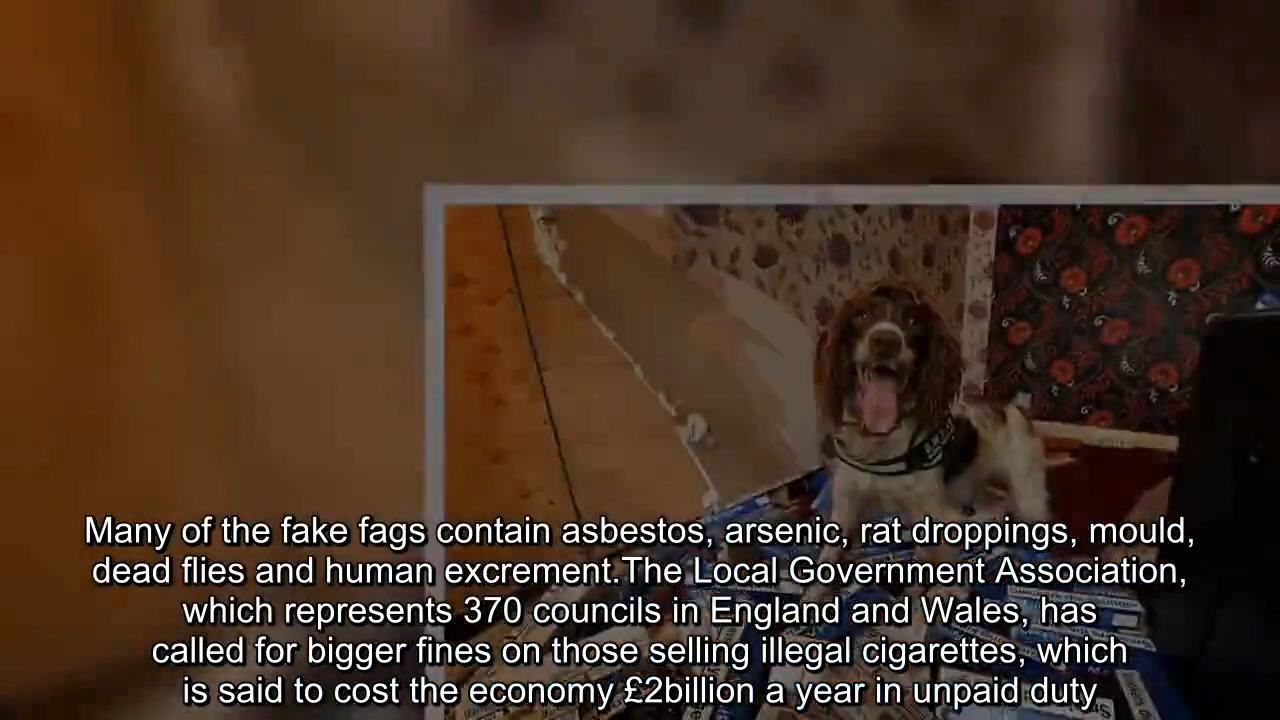 Many of the fake fags contain asbestos, arsenic, rat droppings, mould,
dead flies and human excrement.The Local Government Association,
which represents 370 councils in England and Wales, has
called for bigger fines on those selling illegal cigarettes, which
is said to cost the economy £2billion a year in unpaid duty